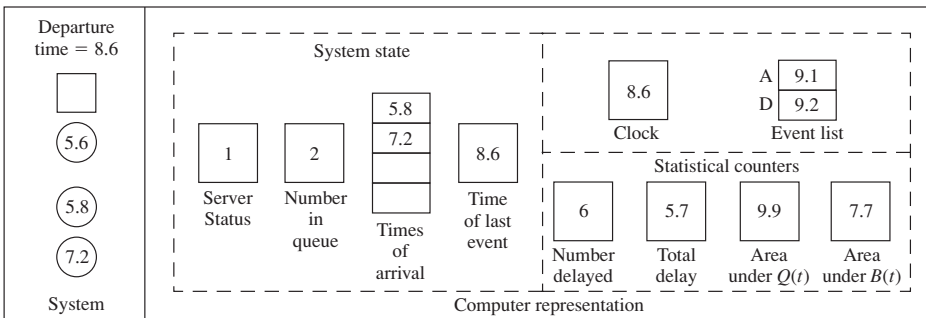 Departure
time = 8.6
5.6
5.8
7.2
System
System state
1
Server
Status
2
Number
in
queue
5.8
7.2
Times
of
arrival
8.6
Time
of last
event
8.6
Clock
A 9.1
D 9.2
Event list
Statistical counters
6
Number
delayed
5.7
Total
delay
9.9
Area
under Q(t)
7.7
Area
under B(t)
Computer representation